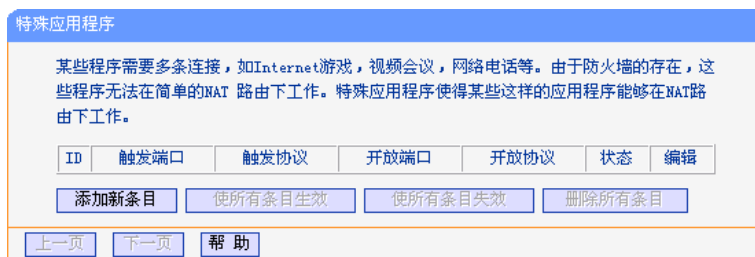 特殊应用程序
某些程序需要多条连接，如Internet游戏，视频会议，网络电话等。由于防火墙的存在，这
些程序无法在简单的NAT 路由下工作。特殊应用程序使得某些这样的应用程序能够在NAT路
由下工作。
ID 触发端口 触发协议 开放端口 开放协议 状态 编辑
添加新条目 使所有条目生效 使所有条目失效 删除所有条目
上一页 下一页 帮 助